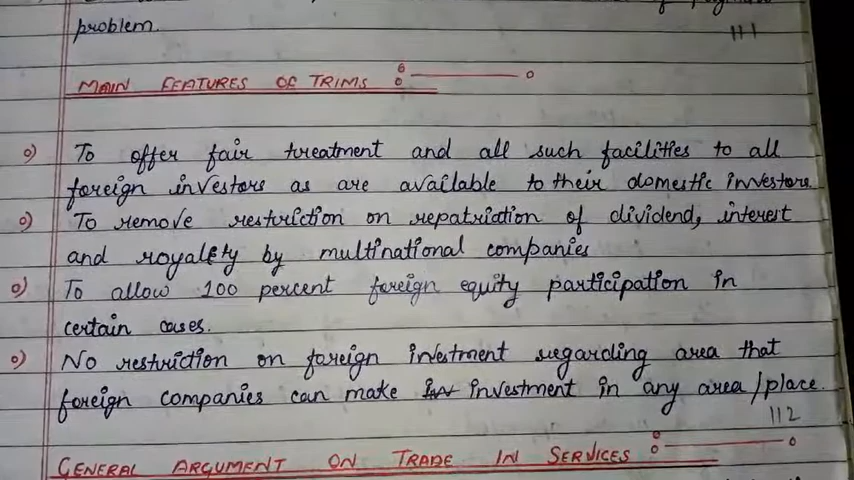 problem.
111
MAIN FEATURES OF TRIMS
o) To offer fair treatment and all such facilities to all
foreign investors as are available to their domestic investors.
o) To remove restriction on repatriation of dividend, interest
and royalty by multinational companies
o) To allow 100 percent foreign equity participation in
certain cases.
o) No restriction on foreign investment regarding area that
foreign companies can make investment in any area/place.
112
GENERAL ARGUMENT ON TRADE IN SERVICES